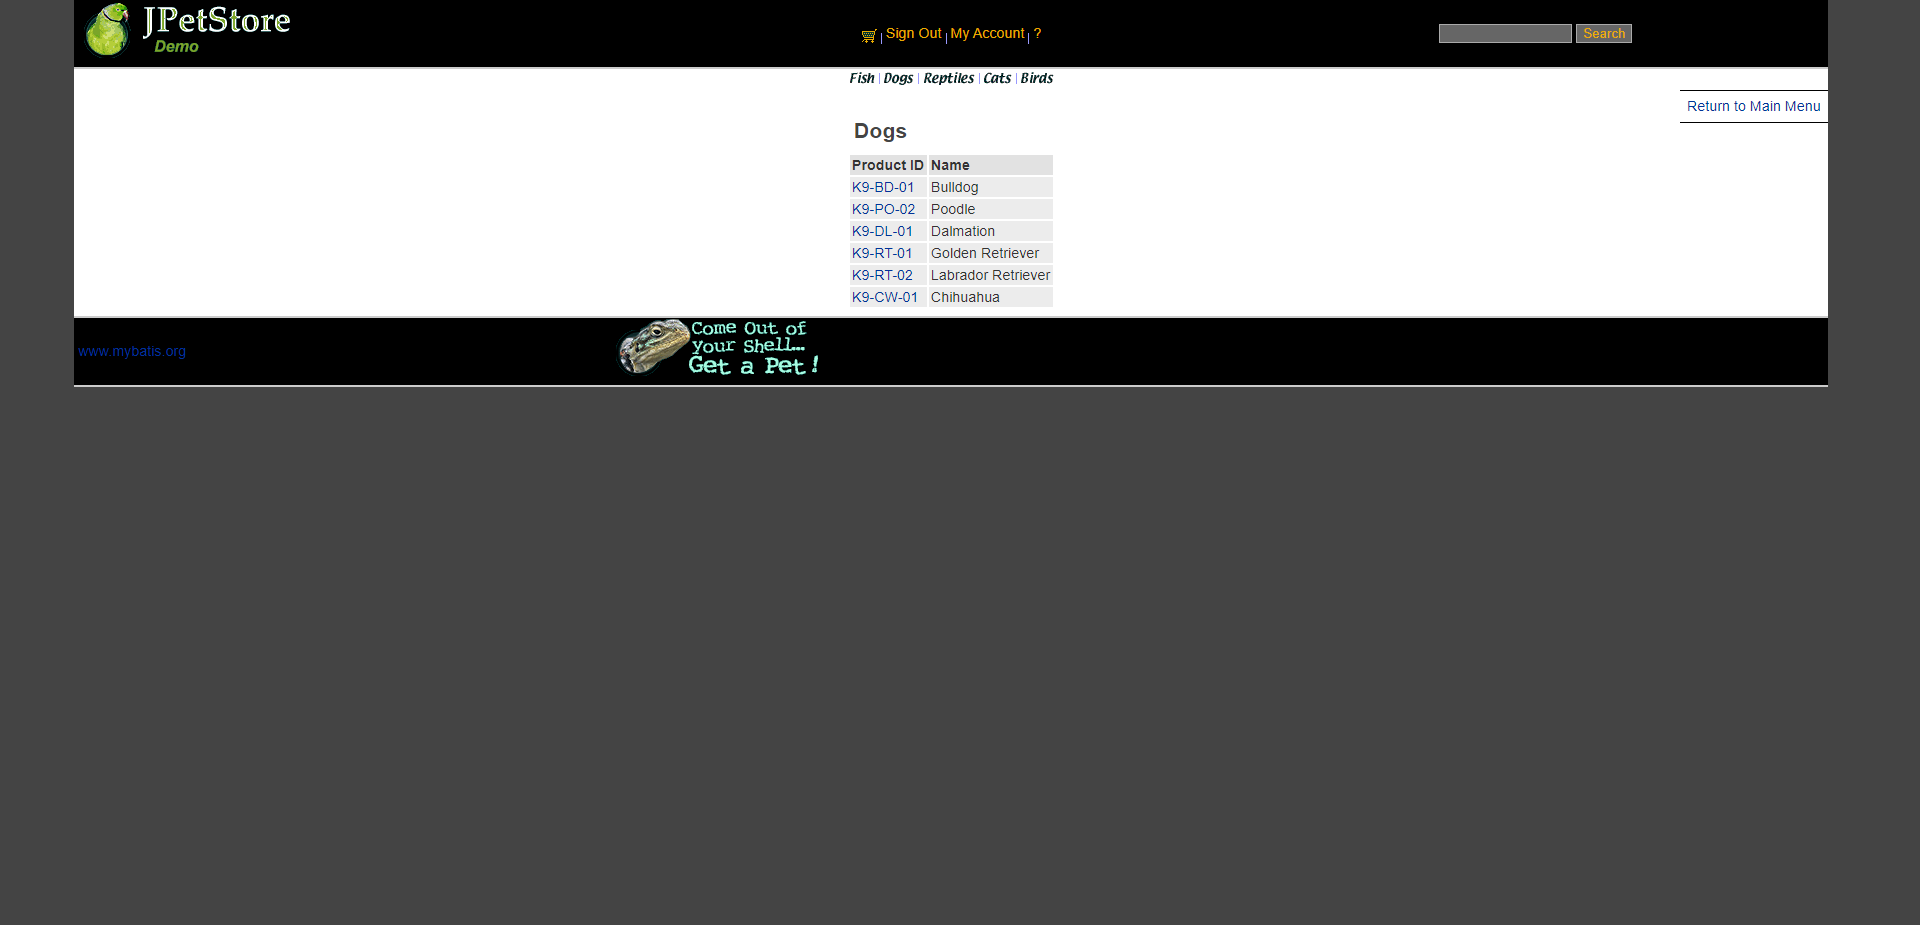 JPetStore
Demo
Sign Out | My Account | ?
Search
Fish | Dogs | Reptiles | Cats | Birds
Return to Main Menu
Dogs
Product ID Name
K9-BD-01 Bulldog
K9-PO-02 Poodle
K9-DL-01 Dalmation
K9-RT-01 Golden Retriever
K9-RT-02 Labrador Retriever
K9-CW-01 Chihuahua
www.mybatis.org
Come Out of
your Shell...
Get a Pet!